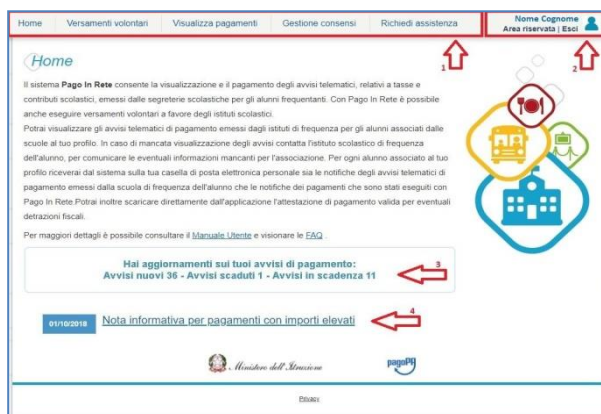 Home Versamenti volontari Visualizza pagamenti Gestione consensi Richiedi assistenza
Nome Cognome
Area riservata | Esci
1
2
Home
Il sistema Pago In Rete consente la visualizzazione e il pagamento degli avvisi telematici, relativi a tasse e
contributi scolastici, emessi dalle segreterie scolastiche per gli alunni frequentanti. Con Pago In Rete è possibile
anche eseguire versamenti volontari a favore degli istituti scolastici.
Potrai visualizzare gli avvisi telematici di pagamento emessi dagli istituti di frequenza per gli alunni associati dalle
scuole al tuo profilo. In caso di mancata visualizzazione degli avvisi contatta l'istituto scolastico di frequenza
dell'alunno, per comunicare le eventuali informazioni mancanti per l'associazione. Per ogni alunno associato al tuo
profilo riceverai dal sistema sulla tua casella di posta elettronica personale sia le notifiche degli avvisi telematici di
pagamento emessi dalla scuola di frequenza dell'alunno che le notifiche dei pagamenti che sono stati eseguiti con
Pago In Rete.Potrai inoltre scaricare direttamente dall'applicazione l'attestazione di pagamento valida per eventuali
detrazioni fiscali.
Per maggiori dettagli è possibile consultare il Manuale Utente e visionare le FAQ .
Hai aggiornamenti sui tuoi avvisi di pagamento:
Avvisi nuovi 36 - Avvisi scaduti 1 - Avvisi in scadenza 11
3
01/10/2018 Nota informativa per pagamenti con importi elevati
4
Ministero dell'Istruzione
pagoPA
Privacy